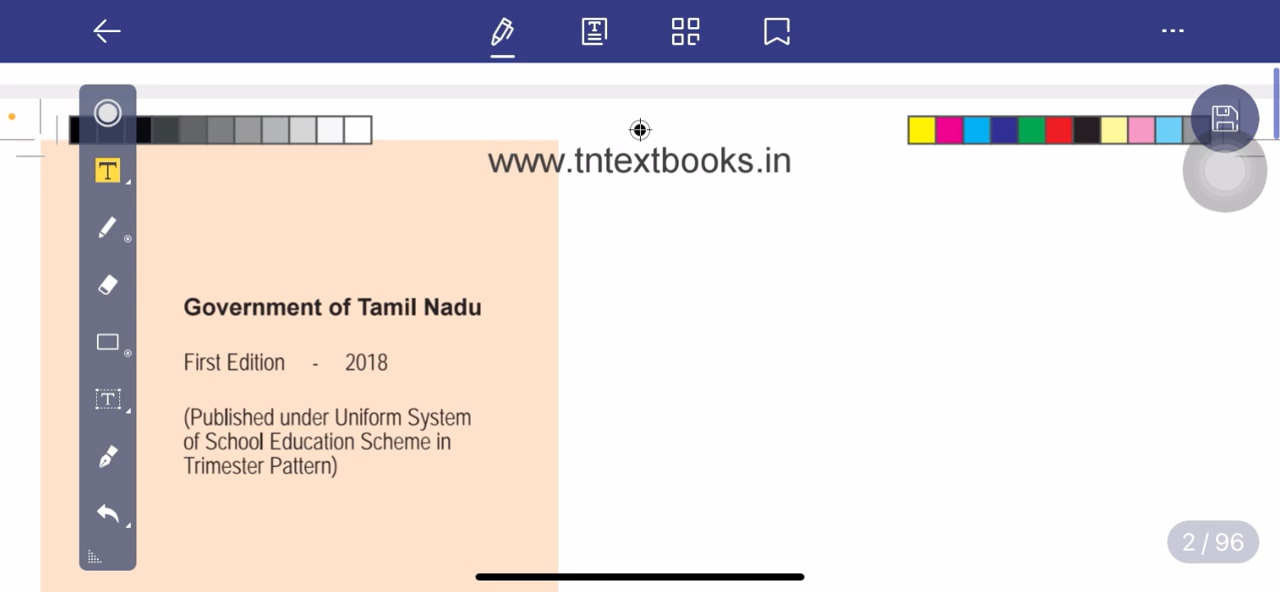 www.tntextbooks.in
Government of Tamil Nadu
First Edition - 2018
(Published under Uniform System
of School Education Scheme in
Trimester Pattern)
2 / 96